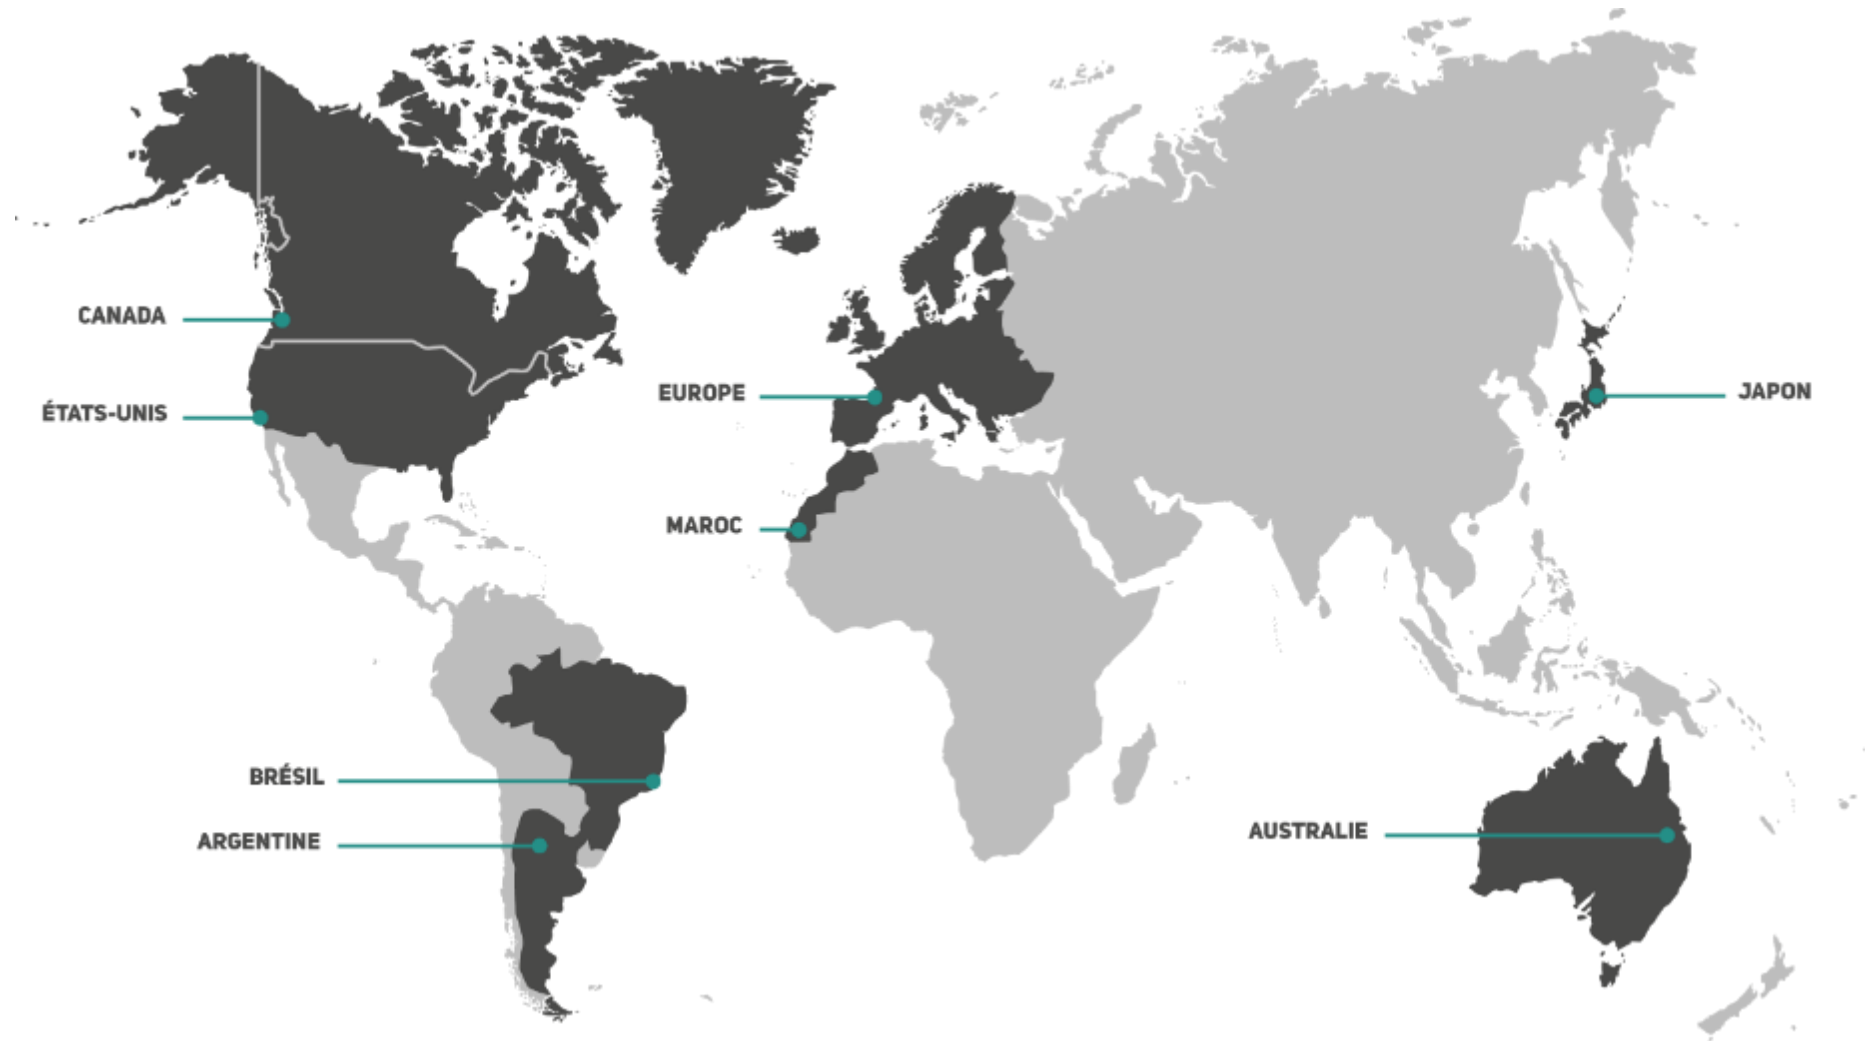 CANADA
EUROPE
JAPON
ÉTATS-UNIS
MAROC
BRÉSIL
AUSTRALIE
ARGENTINE